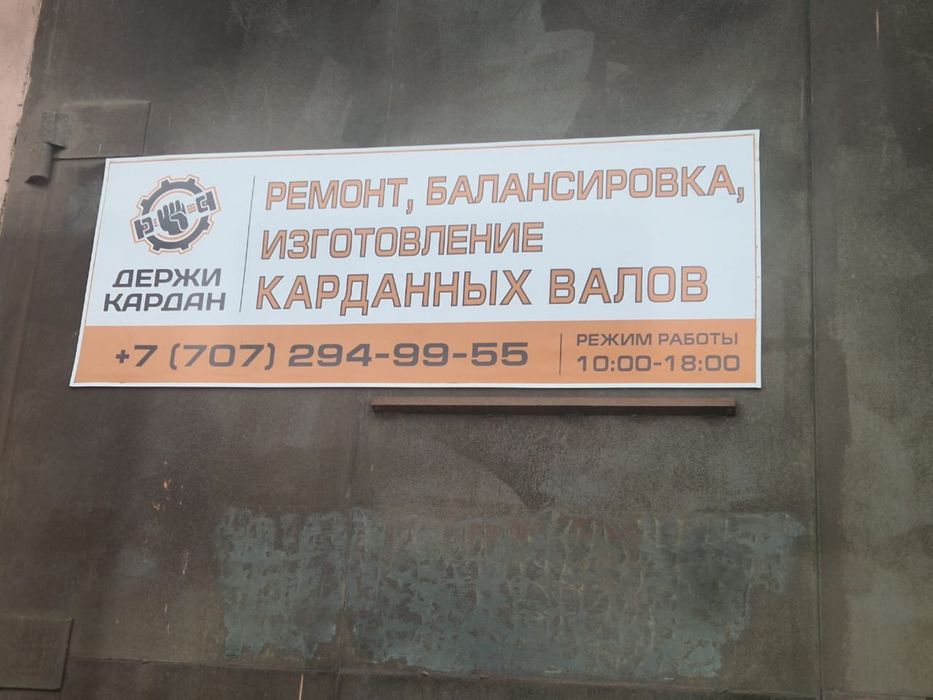 ДЕРЖИ
КАРДАН
РЕМОНТ, БАЛАНСИРОВКА,
ИЗГОТОВЛЕНИЕ
КАРДАННЫХ ВАЛОВ
+7 (707) 294-99-55
РЕЖИМ РАБОТЫ
10:00-18:00